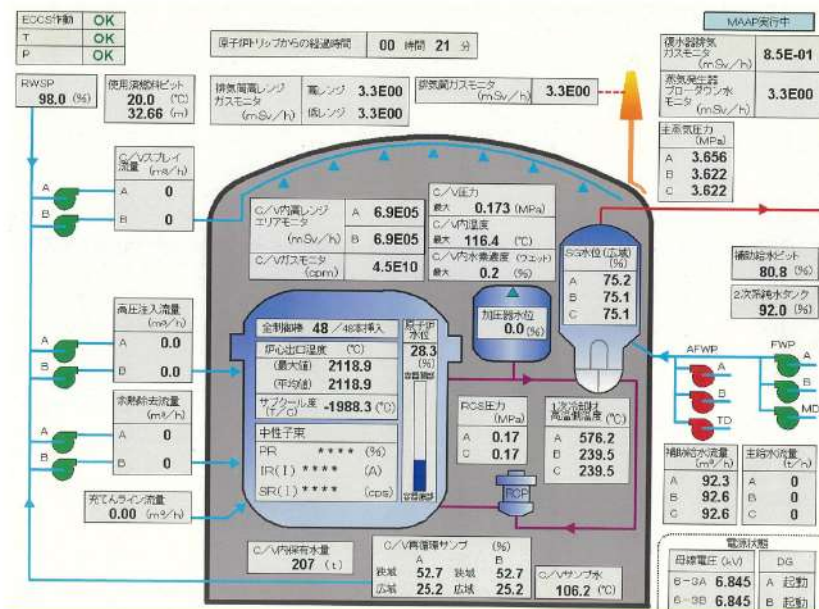 ECCS作動 OK
T OK
P OK
原子炉トリップからの経過時間 00 時間 21 分
MAAP実行中
RWSP
98.0 (%)
使用済燃料ピット
20.0 (℃)
32.66 (m)
排気筒高レンジ
ガスモニタ
(mSv/h)
高レンジ 3.3E00
低レンジ 3.3E00
排気筒ガスモニタ
(mSv/h)
3.3E00
復水器排気
ガスモニタ
(mSv/h)
8.5E-01
蒸気発生器
ブローダウン水
モニタ
(mSv/h)
3.3E00
主蒸気圧力
(MPa)
A 3.656
B 3.622
C 3.622
C/Vスプレイ
流量 (m³/h)
A 0
B 0
A
B
C/V内高レンジ
エリアモニタ
(mSv/h)
A 6.9E05
B 6.9E05
C/Vガスモニタ
(cpm)
4.5E10
C/V圧力
最大 0.173 (MPa)
C/V内温度
最大 116.4 (℃)
C/V内水素濃度 (ウエット)
最大 0.2 (%)
SG水位(広域)
(%)
A 75.2
B 75.1
C 75.1
補助給水ピット
80.8 (%)
2次系純水タンク
92.0 (%)
高圧注入流量
(m³/h)
A 0.0
B 0.0
A
B
全制御棒 48 /48本挿入
炉心出口温度 (℃)
(最大値) 2118.9
(平均値) 2118.9
サブクール度
(T/C) -1988.3 (℃)
中性子束
PR **** (%)
IR(I) **** (A)
SR(I) **** (cps)
原子炉
水位
28.3
(%)
容器頂部
容器底部
加圧器水位
0.0 (%)
AFWP
A
B
TD
FWP
A
B
MD
余熱除去流量
(m³/h)
A 0
B 0
A
B
RCS圧力
(MPa)
A 0.17
C 0.17
1次冷却材
高温側温度 (℃)
A 576.2
B 239.5
C 239.5
RCP
補助給水流量
(m³/h)
A 92.3
B 92.6
C 92.6
主給水流量
(t/h)
A 0
B 0
C 0
充てんライン流量
0.00 (m³/h)
C/V内保有水量
207 (t)
C/V再循環サンプ (%)
A B
狭域 52.7 狭域 52.7
広域 25.2 広域 25.2
C/Vサンプ水
106.2 (℃)
電源状態
母線電圧 (kV) DG
6-3A 6.845 A 起動
6-3B 6.845 B 起動